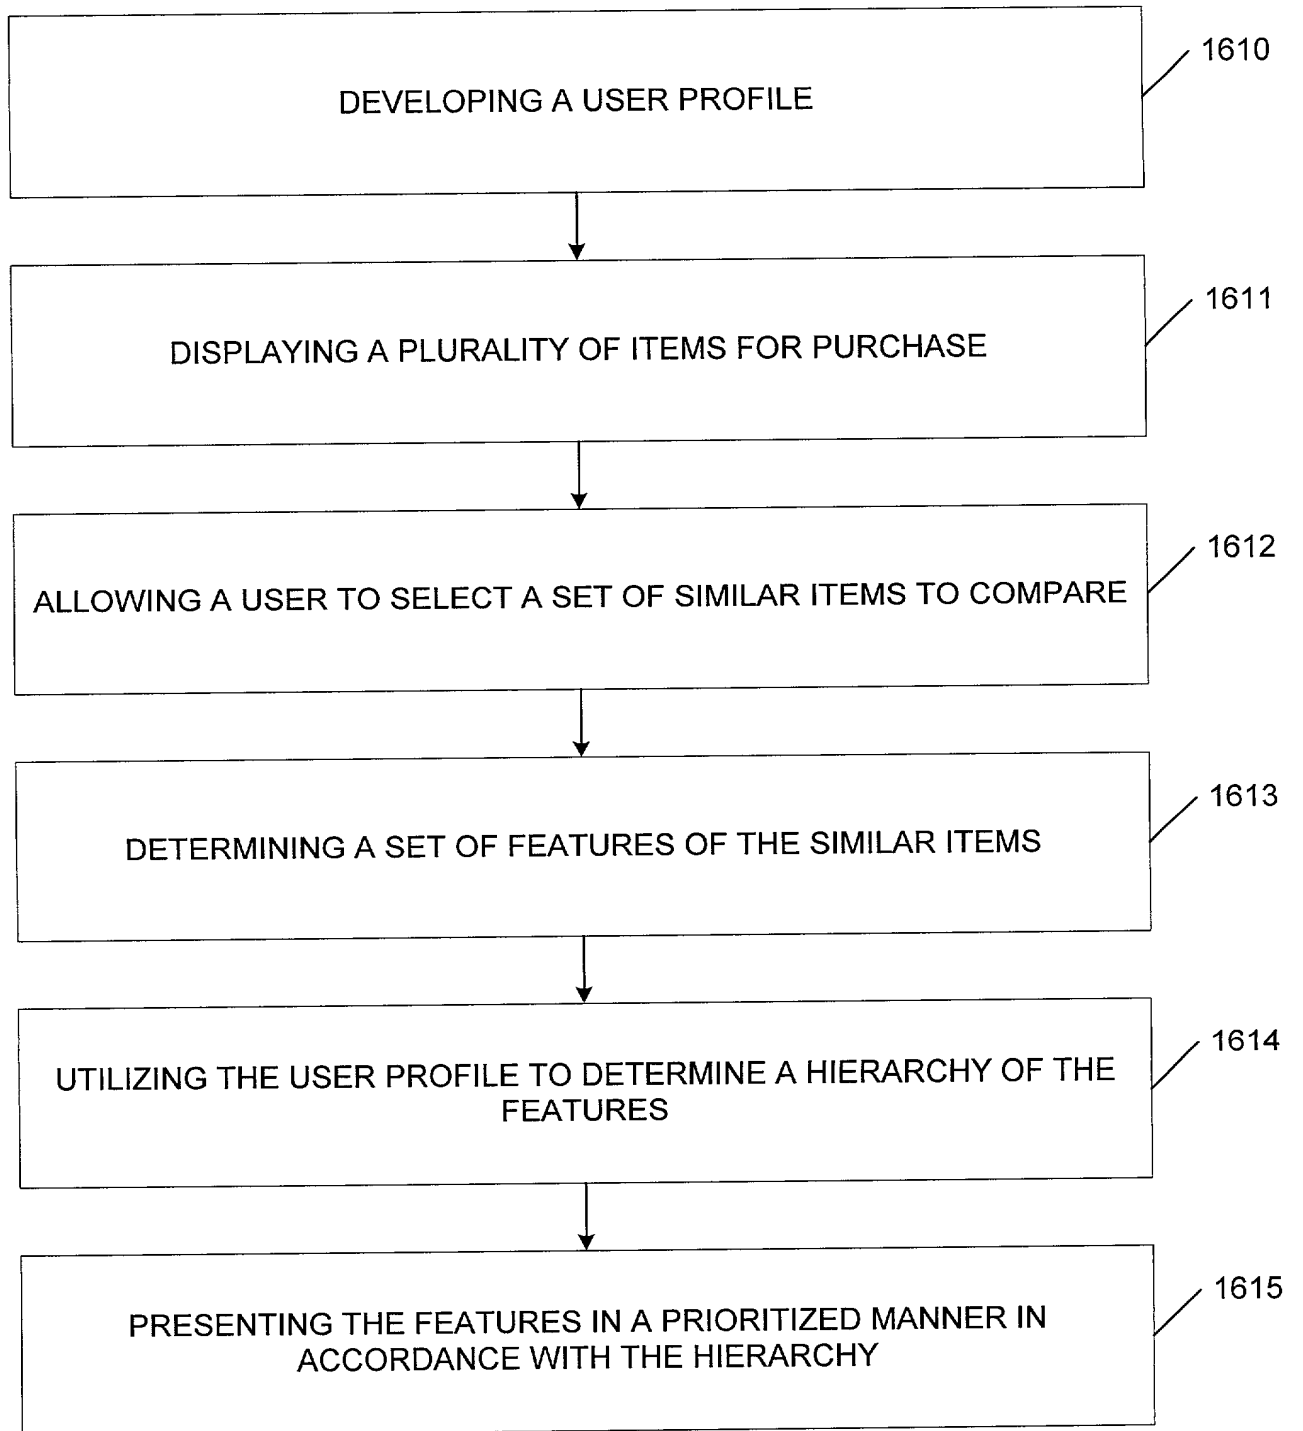 1610
DEVELOPING A USER PROFILE
1611
DISPLAYING A PLURALITY OF ITEMS FOR PURCHASE
1612
ALLOWING A USER TO SELECT A SET OF SIMILAR ITEMS TO COMPARE
1613
DETERMINING A SET OF FEATURES OF THE SIMILAR ITEMS
1614
UTILIZING THE USER PROFILE TO DETERMINE A HIERARCHY OF THE
FEATURES
1615
PRESENTING THE FEATURES IN A PRIORITIZED MANNER IN
ACCORDANCE WITH THE HIERARCHY